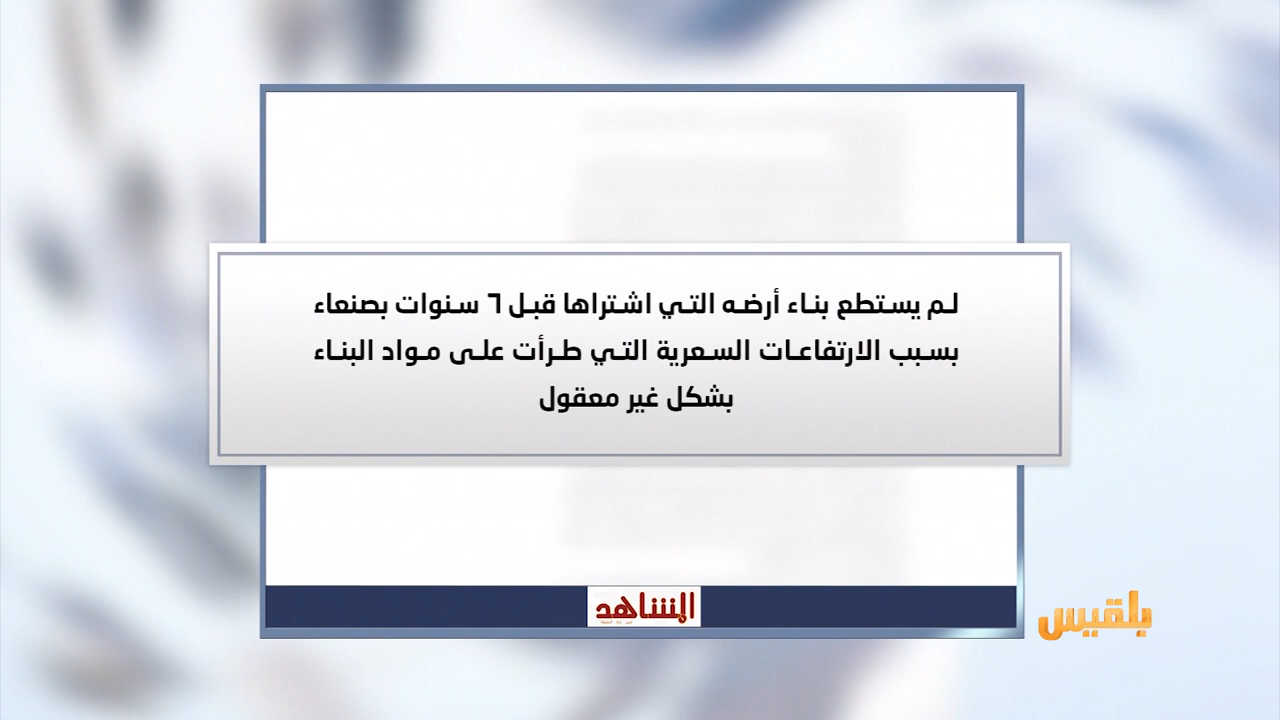 لم يستطع بناء أرضه التي اشتراها قبل ٦ سنوات بصنعاء
بسبب الارتفاعات السعرية التي طرأت على مواد البناء
بشكل غير معقول
المشاهد
بلقيس